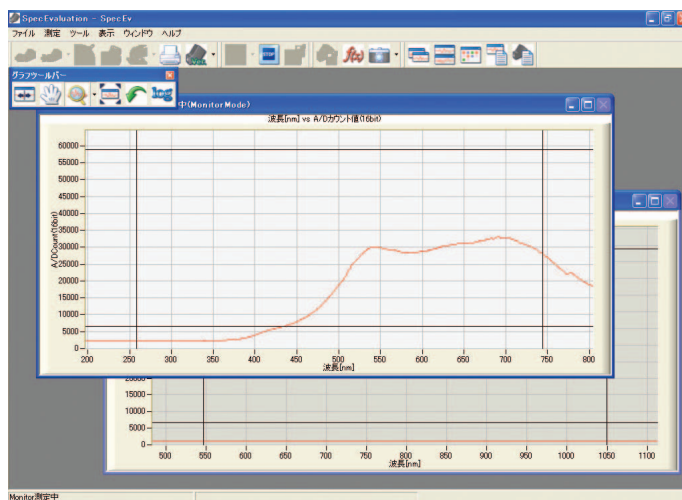 SpecEvaluation - SpecEv
ファイル 測定 ツール 表示 ウィンドウ ヘルプ
STOP
f(x)
グラフツールバー
log
中(MonitorMode)
波長[nm] vs A/Dカウント値(16bit)
60000
55000
50000
45000
40000
35000
30000
25000
20000
15000
10000
5000
0
A/DCount(16bit)
200 250 300 350 400 450 500 550 600 650 700 750 800
波長[nm]
20000
15000
10000
5000
0
500 550 600 650 700 750 800 850 900 950 1000 1050 1100
波長[nm]
Monitor測定中